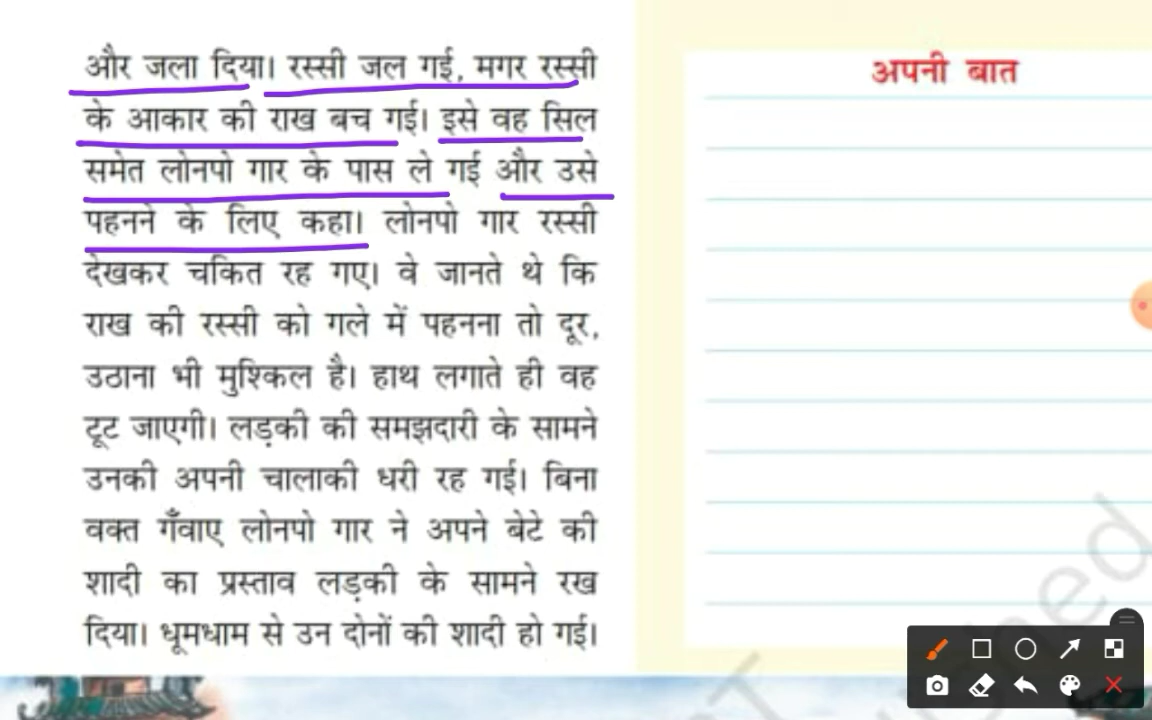 और जला दिया। रस्सी जल गई, मगर रस्सी
के आकार की राख बच गई। इसे वह सिल
समेत लोनपो गार के पास ले गई और उसे
पहनने के लिए कहा। लोनपो गार रस्सी
देखकर चकित रह गए। वे जानते थे कि
राख की रस्सी को गले में पहनना तो दूर,
उठाना भी मुश्किल है। हाथ लगाते ही वह
टूट जाएगी। लड़की की समझदारी के सामने
उनकी अपनी चालाकी धरी रह गई। बिना
वक्त गँवाए लोनपो गार ने अपने बेटे की
शादी का प्रस्ताव लड़की के सामने रख
दिया। धूमधाम से उन दोनों की शादी हो गई।
अपनी बात